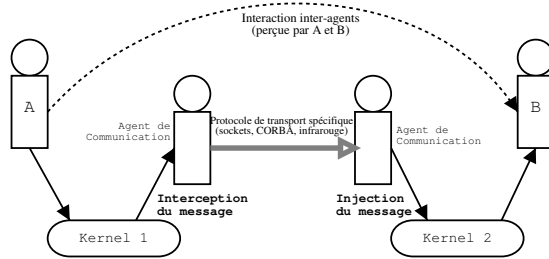 Interaction inter-agents
(perçue par A et B)
A
B
Agent de
Communication
Protocole de transport spécifique
(sockets, CORBA, infrarouge)
Agent de
Communication
Interception
du message
Injection
du message
Kernel 1
Kernel 2